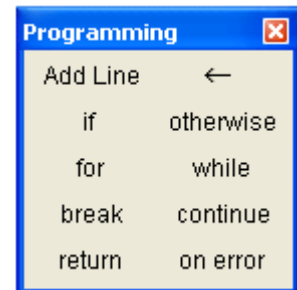 Programming
Add Line ←
if otherwise
for while
break continue
return on error